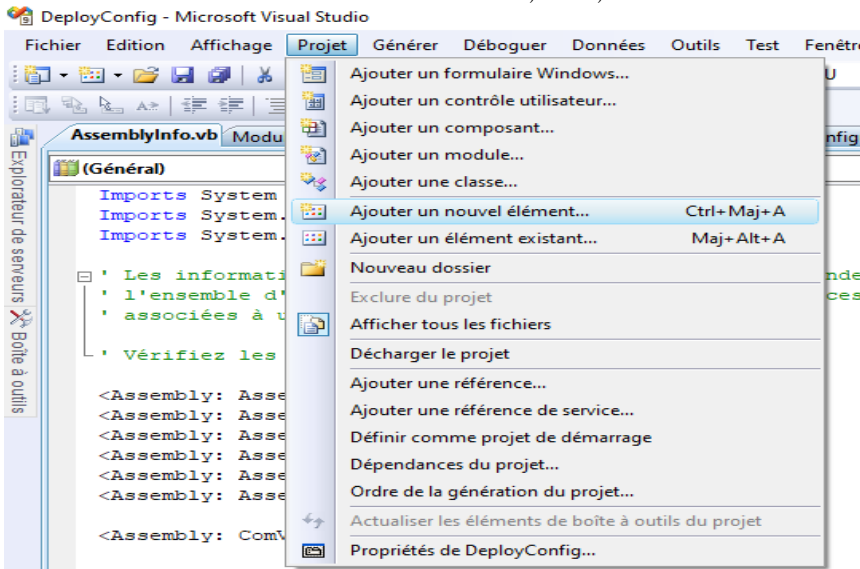 DeployConfig - Microsoft Visual Studio
Fichier Edition Affichage Projet Générer Déboguer Données Outils Test Fenêtre
Ajouter un formulaire Windows...
Ajouter un contrôle utilisateur...
Ajouter un composant...
Ajouter un module...
Ajouter une classe...
Ajouter un nouvel élément... Ctrl+Maj+A
Ajouter un élément existant... Maj+Alt+A
Nouveau dossier
Exclure du projet
Afficher tous les fichiers
Décharger le projet
Ajouter une référence...
Ajouter une référence de service...
Définir comme projet de démarrage
Dépendances du projet...
Ordre de la génération du projet...
Actualiser les éléments de boîte à outils du projet
Propriétés de DeployConfig...
AssemblyInfo.vb Modu
(Général)
Imports System
Imports System.
Imports System.
' Les informati
' l'ensemble d'
' associées à u
' Vérifiez les
<Assembly: Asse
<Assembly: Asse
<Assembly: Asse
<Assembly: Asse
<Assembly: Asse
<Assembly: Asse
<Assembly: ComV
Explorateur de serveurs
Boîte à outils
U
nfig
nde
ces